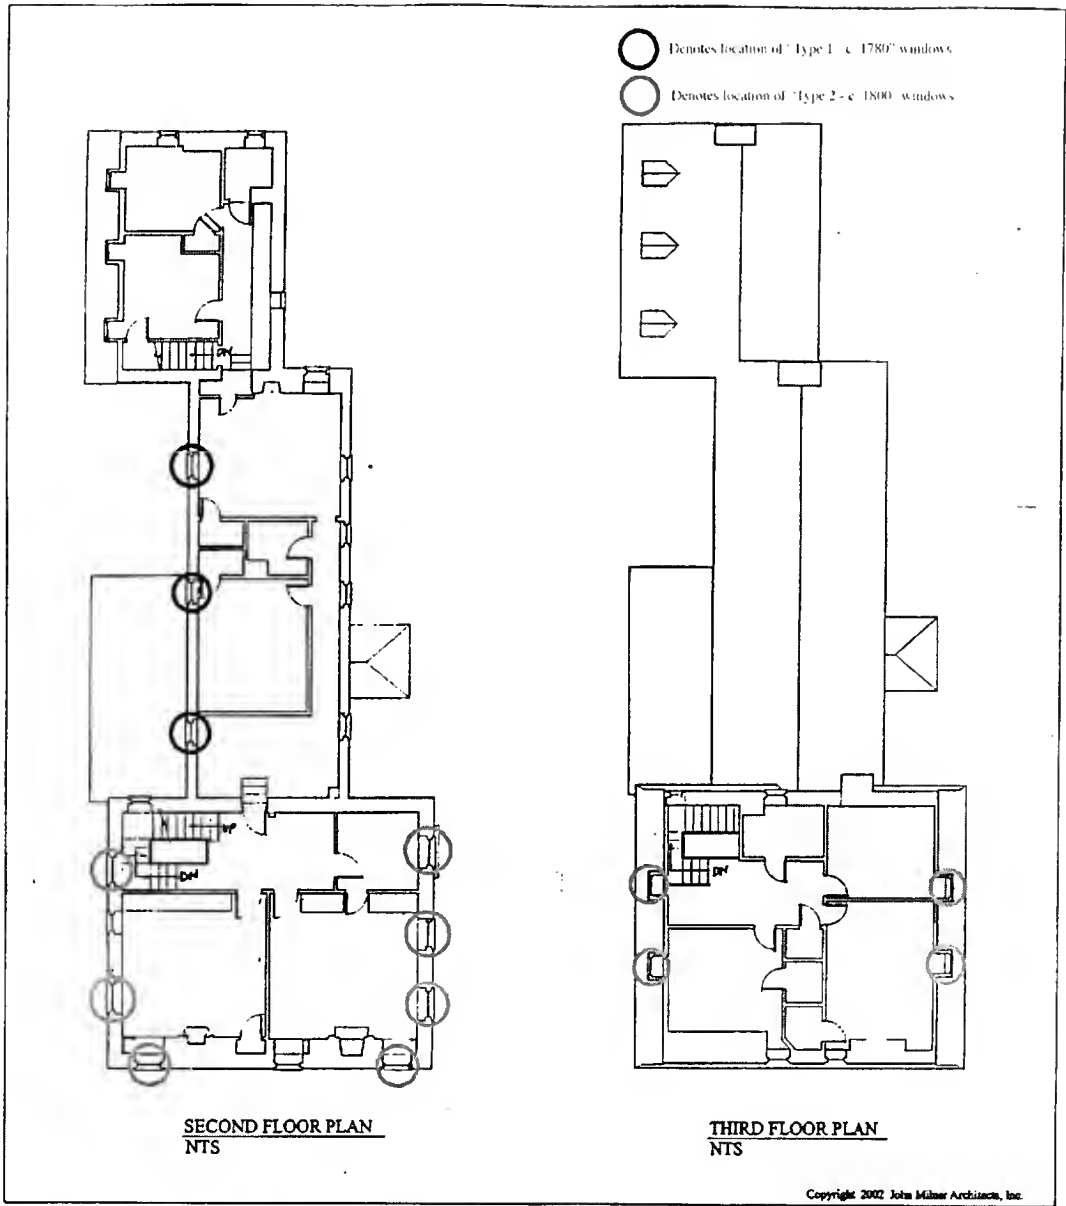 Denotes location of "Type 1 - c. 1780" windows
Denotes location of "Type 2 - c. 1800" windows
DN
UP
DN
DN
SECOND FLOOR PLAN
NTS
THIRD FLOOR PLAN
NTS
Copyright 2002 John Milner Architects, Inc.